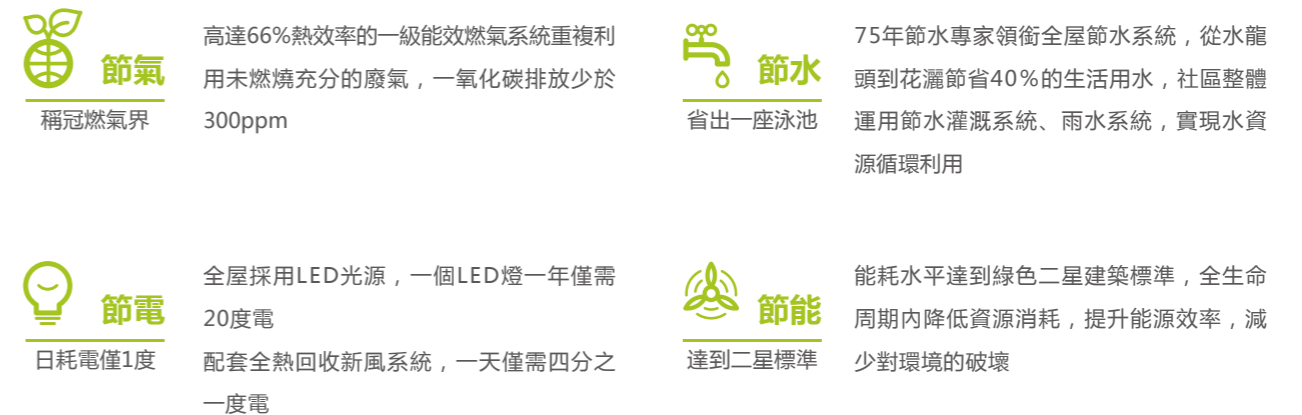 節氣
稱冠燃氣界
高達66%熱效率的一級能效燃氣系統重複利
用未燃燒充分的廢氣，一氧化碳排放少於
300ppm
節水
省出一座泳池
75年節水專家領銜全屋節水系統，從水龍
頭到花灑節省40%的生活用水，社區整體
運用節水灌溉系統、雨水系統，實現水資
源循環利用
節電
日耗電僅1度
全屋採用LED光源，一個LED燈一年僅需
20度電
配套全熱回收新風系統，一天僅需四分之
一度電
節能
達到二星標準
能耗水平達到綠色二星建築標準，全生命
周期內降低資源消耗，提升能源效率，減
少對環境的破壞